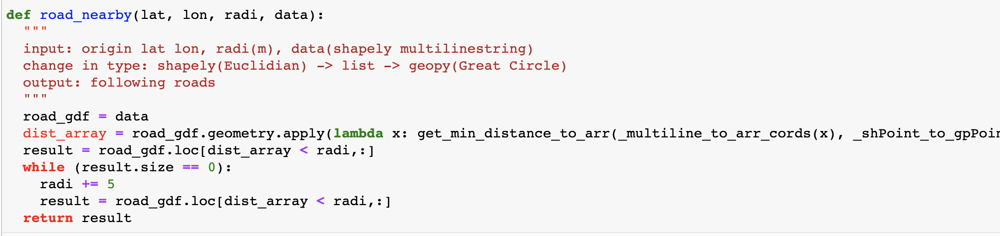 def road_nearby(lat, lon, radi, data):
  """
  input: origin lat lon, radi(m), data(shapely multilinestring)
  change in type: shapely(Euclidian) -> list -> geopy(Great Circle)
  output: following roads
  """
  road_gdf = data
  dist_array = road_gdf.geometry.apply(lambda x: get_min_distance_to_arr(_multiline_to_arr_cords(x),
  result = road_gdf.loc[dist_array < radi,:]
  while (result.size == 0):
    radi += 5
    result = road_gdf.loc[dist_array < radi,:]
  return result